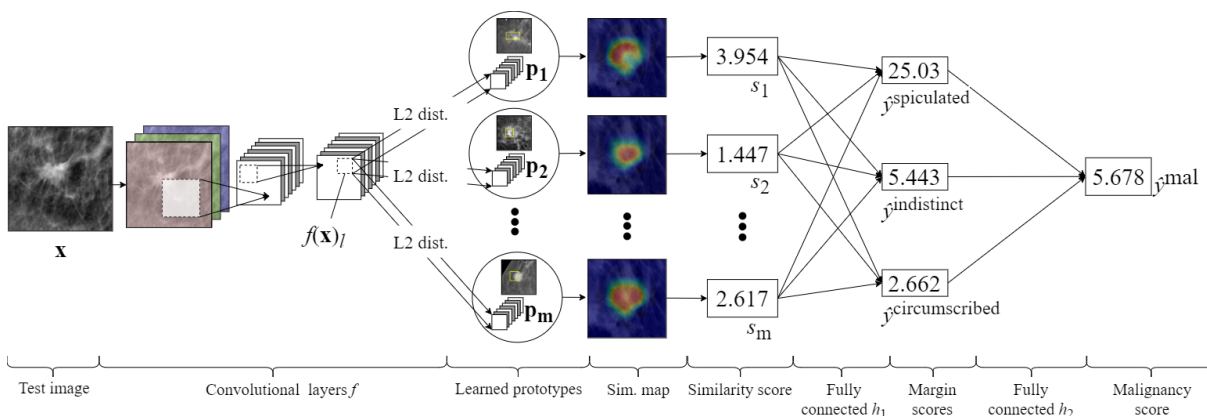 x
f(x)l
L2 dist.
L2 dist.
L2 dist.
p1
p2
pm
3.954
s1
1.447
s2
2.617
sm
25.03
ŷspiculated
5.443
ŷindistinct
2.662
ŷcircumscribed
5.678 ŷmal
Test image
Convolutional layers f
Learned prototypes
Sim. map
Similarity score
Fully
connected h1
Margin
scores
Fully
connected h2
Malignancy
score